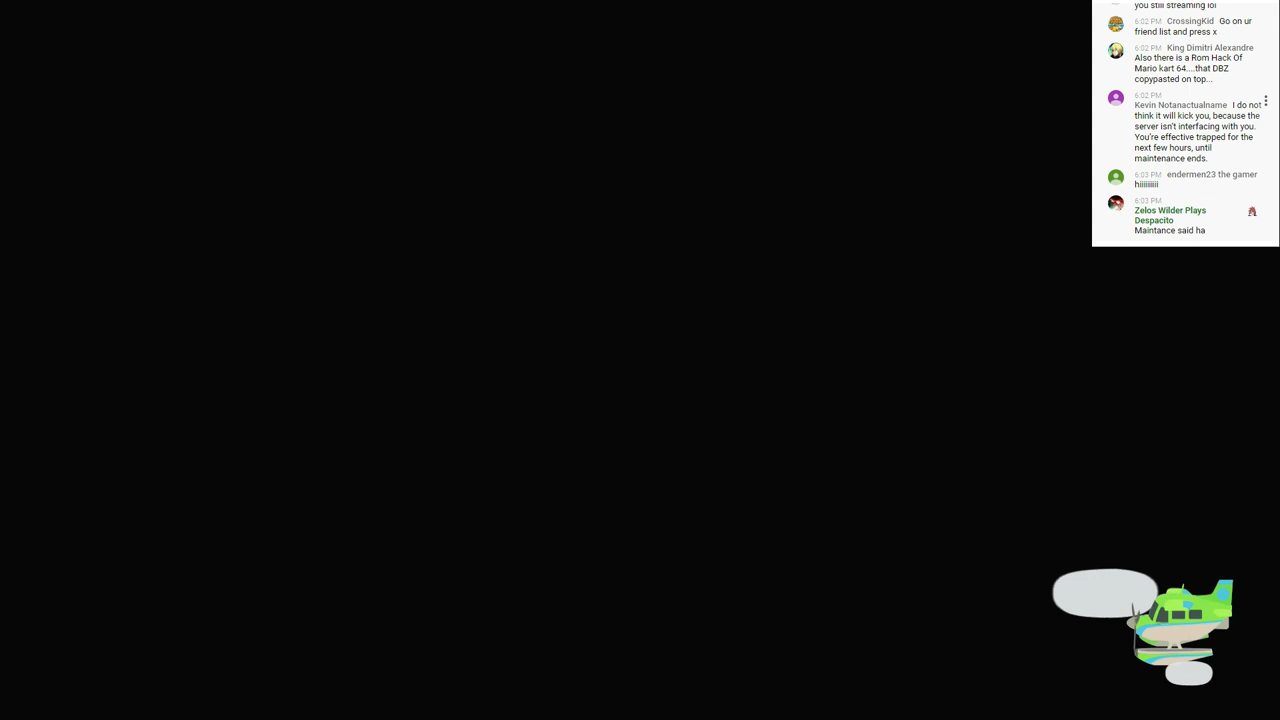 you still streaming lol
6:02 PM CrossingKid Go on ur
friend list and press x
6:02 PM King Dimitri Alexandre
Also there is a Rom Hack Of
Mario kart 64....that DBZ
copypasted on top...
6:02 PM
Kevin Notanactualname I do not
think it will kick you, because the
server isn't interfacing with you.
You're effective trapped for the
next few hours, until
maintenance ends.
6:03 PM endermen23 the gamer
hiiiiiiiiii
6:03 PM
Zelos Wilder Plays
Despacito
Maintance said ha